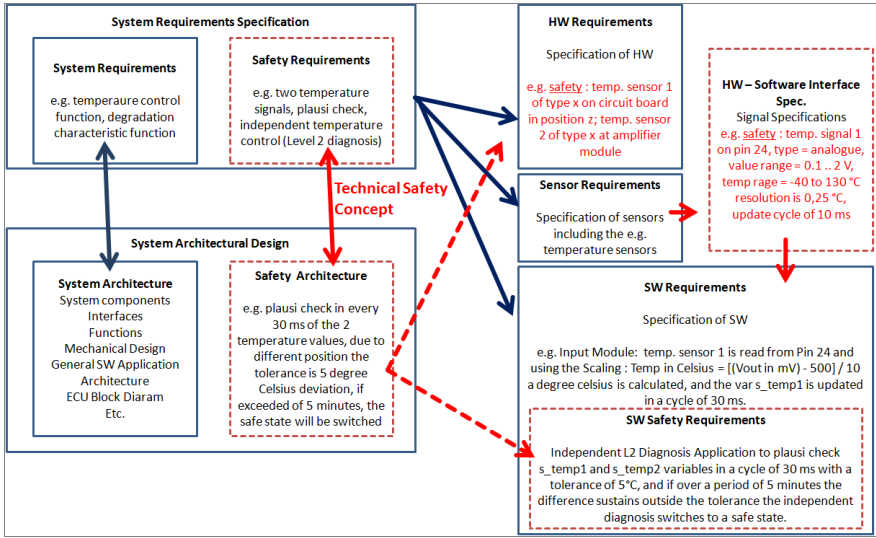 System Requirements Specification
System Requirements
e.g. temperaure control
function, degradation
characteristic function
Safety Requirements
e.g. two temperature
signals, plausi check,
independent temperature
control (Level 2 diagnosis)
Technical Safety
Concept
System Architectural Design
System Architecture
System components
Interfaces
Functions
Mechanical Design
General SW Application
Architecture
ECU Block Diaram
Etc.
Safety Architecture
e.g. plausi check in every
30 ms of the 2
temperature values, due to
different position the
tolerance is 5 degree
Celsius deviation, if
exceeded of 5 minutes, the
safe state will be switched
HW Requirements
Specification of HW
e.g. safety : temp. sensor 1
of type x on circuit board
in position z; temp. sensor
2 of type x at amplifier
module
Sensor Requirements
Specification of sensors
including the e.g.
temperature sensors
HW – Software Interface
Spec.
Signal Specifications
e.g. safety : temp. signal 1
on pin 24, type = analogue,
value range = 0.1 .. 2 V,
temp rage = -40 to 130 °C
resolution is 0,25 °C,
update cycle of 10 ms
SW Requirements
Specification of SW
e.g. Input Module: temp. sensor 1 is read from Pin 24 and
using the Scaling : Temp in Celsius = [(Vout in mV) - 500] / 10
a degree celsius is calculated, and the var s_temp1 is updated
in a cycle of 30 ms.
SW Safety Requirements
Independent L2 Diagnosis Application to plausi check
s_temp1 and s_temp2 variables in a cycle of 30 ms with a
tolerance of 5°C, and if over a period of 5 minutes the
difference sustains outside the tolerance the independent
diagnosis switches to a safe state.